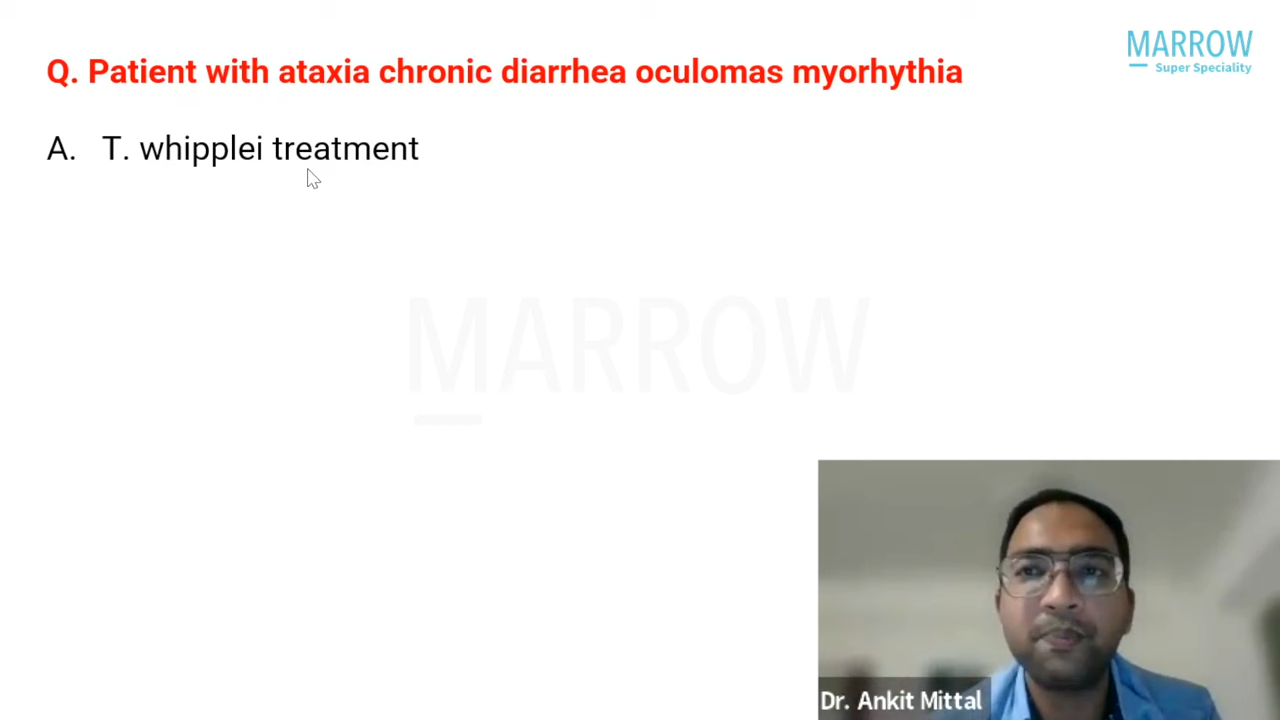 MARROW
Super Speciality
Q. Patient with ataxia chronic diarrhea oculomas myorhythia
A. T. whipplei treatment
MARROW
Dr. Ankit Mittal